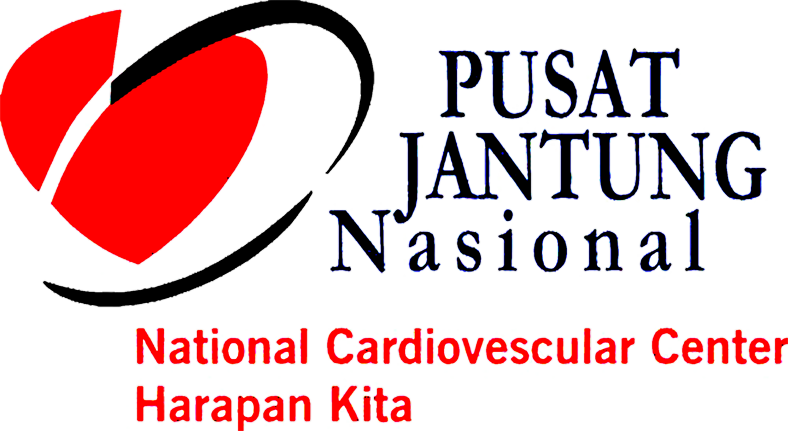 PUSAT
JANTUNG
Nasional
National Cardiovescular Center
Harapan Kita